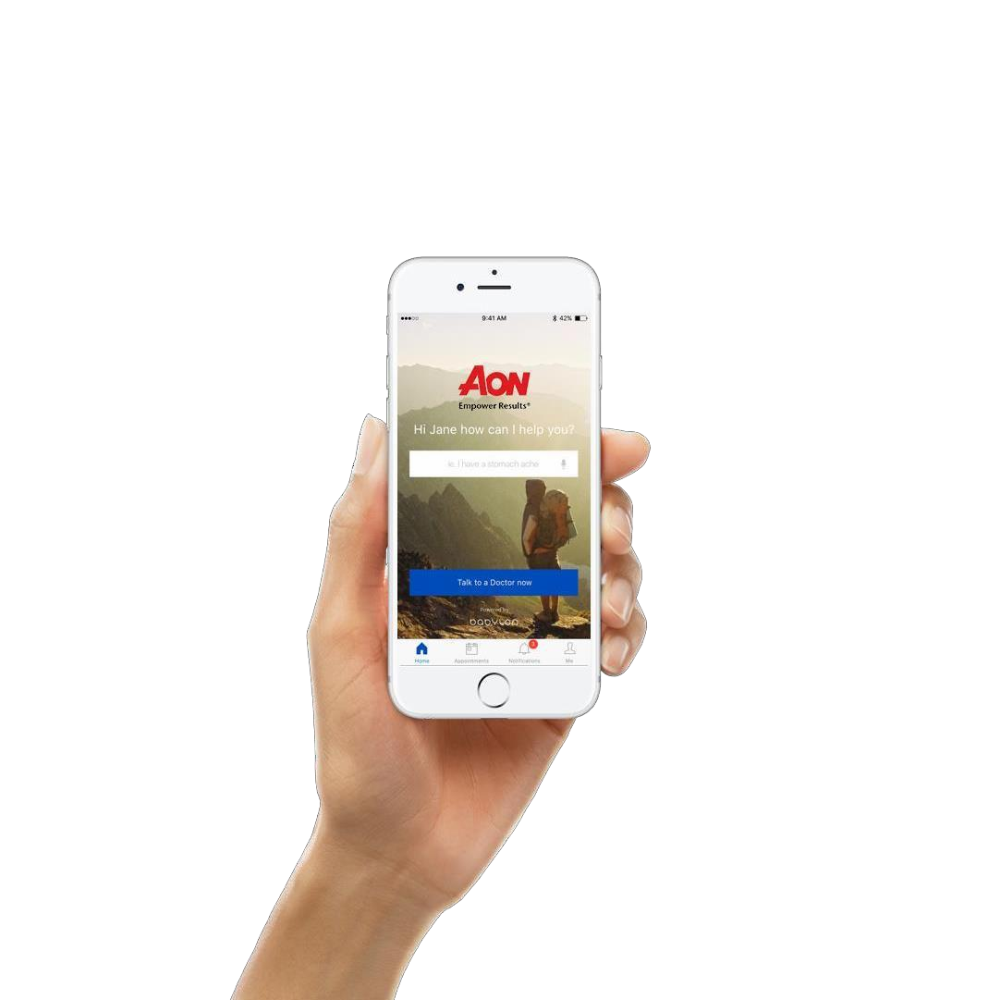 9:41 AM
42%
AON
Empower Results®
Hi Jane how can I help you?
ie. I have a stomach ache
Talk to a Doctor now
Powered by
babylon
3
Home
Appointments
Notifications
Me